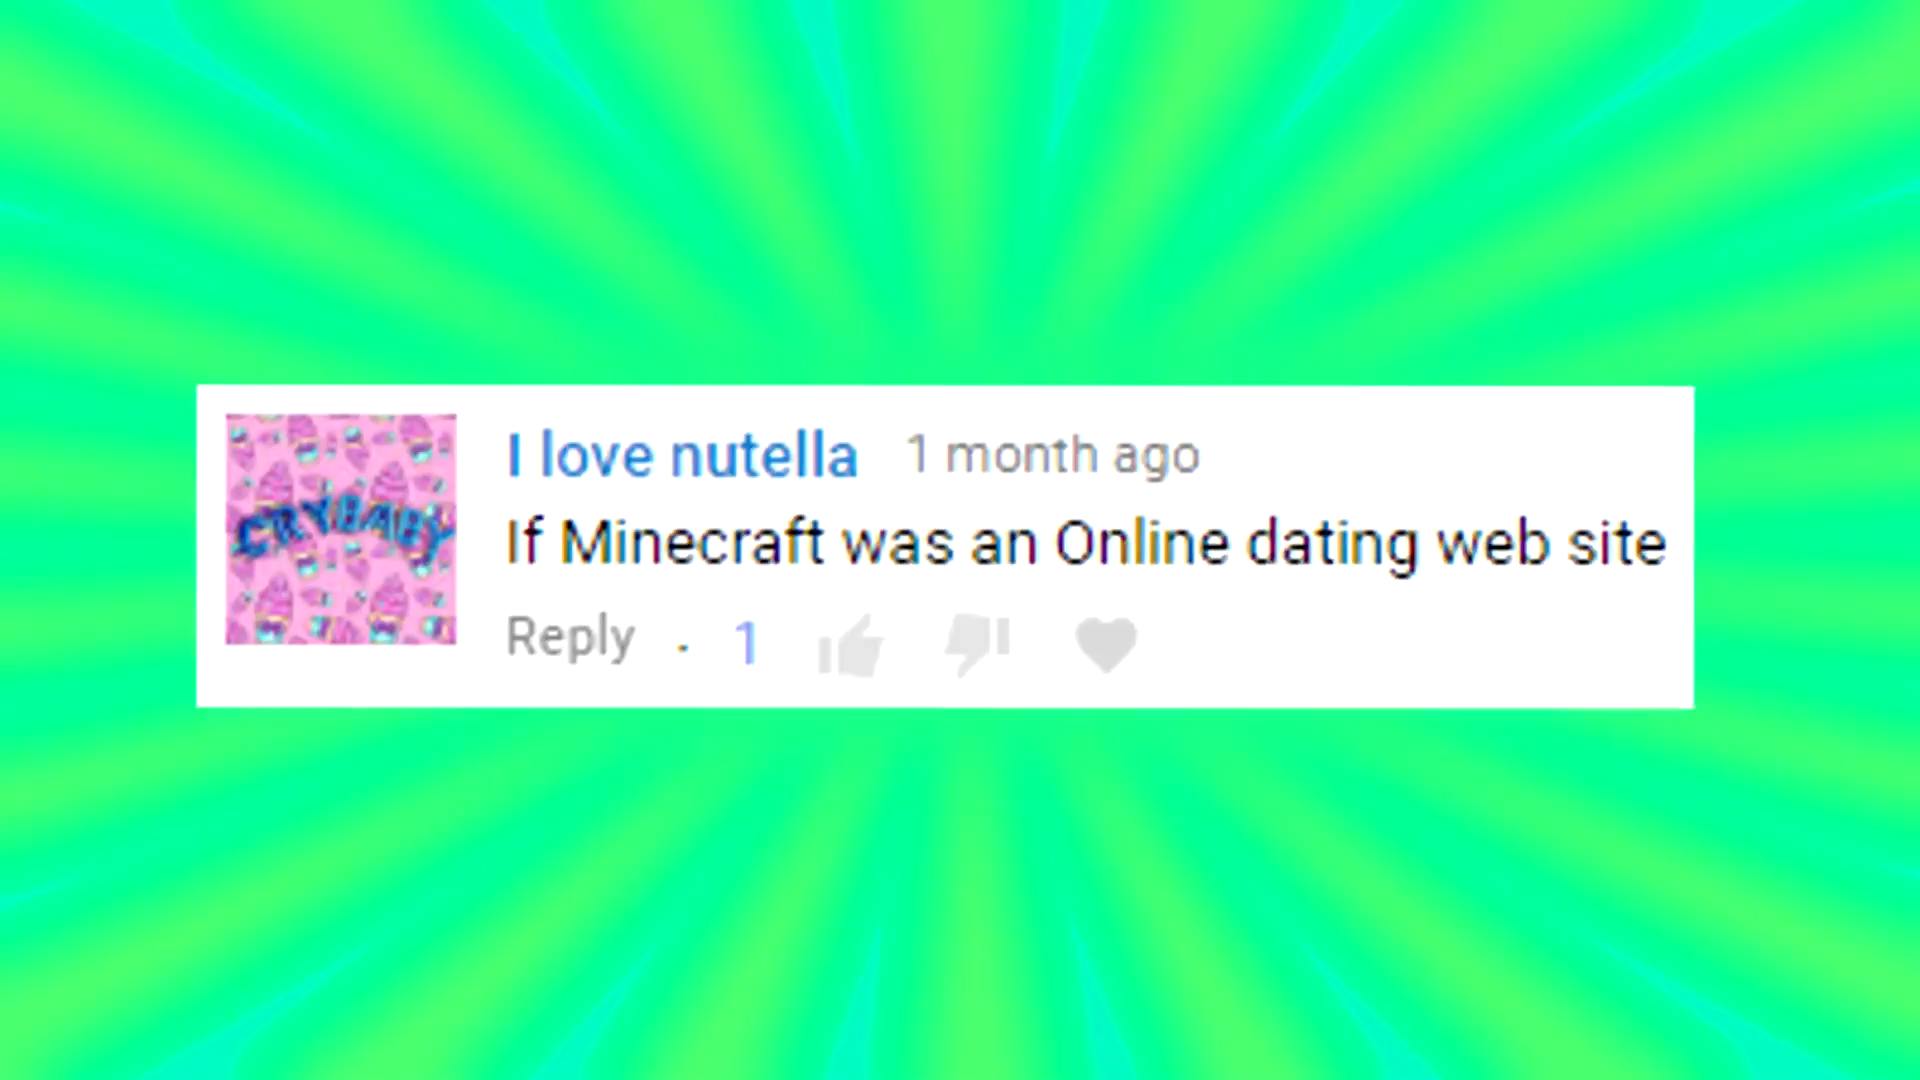 CRYBABY
I love nutella 1 month ago
If Minecraft was an Online dating web site
Reply · 1